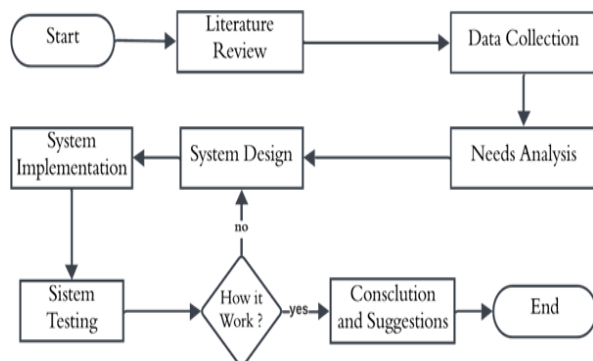 Start
Literature
Review
Data Collection
Needs Analysis
System Design
System
Implementation
Sistem
Testing
How it
Work ?
no
yes
Consclution
and Suggestions
End